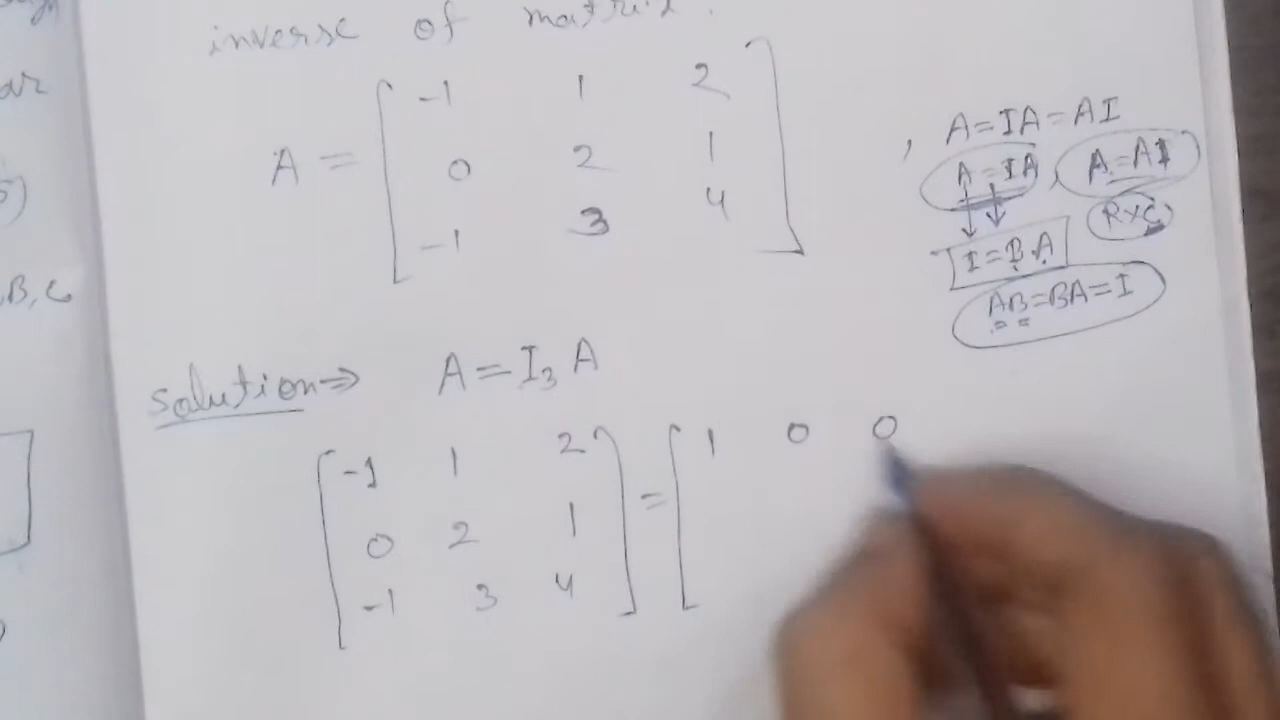 inverse of matrix.
A = [ -1 1 2
0 2 1
-1 3 4 ]
, A=IA=AI
A=IA, A=AI
R×C
I=B.A
AB=BA=I
ar
B, C
solution⇒ A=I₃ A
[ -1 1 2 ] = [ 1 0 0
0 2 1
-1 3 4 ]